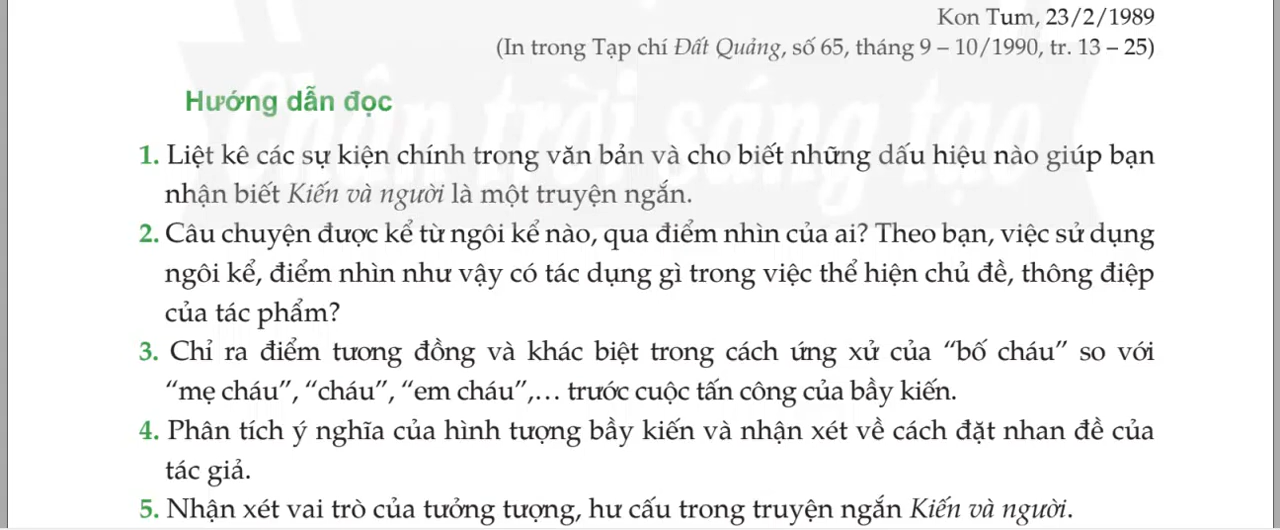 Kon Tum, 23/2/1989
(In trong Tạp chí Đất Quảng, số 65, tháng 9 – 10/1990, tr. 13 – 25)
Chân trời sáng tạo
Hướng dẫn đọc
1. Liệt kê các sự kiện chính trong văn bản và cho biết những dấu hiệu nào giúp bạn
nhận biết Kiến và người là một truyện ngắn.
2. Câu chuyện được kể từ ngôi kể nào, qua điểm nhìn của ai? Theo bạn, việc sử dụng
ngôi kể, điểm nhìn như vậy có tác dụng gì trong việc thể hiện chủ đề, thông điệp
của tác phẩm?
3. Chỉ ra điểm tương đồng và khác biệt trong cách ứng xử của “bố cháu” so với
“mẹ cháu”, “cháu”, “em cháu”,… trước cuộc tấn công của bầy kiến.
4. Phân tích ý nghĩa của hình tượng bầy kiến và nhận xét về cách đặt nhan đề của
tác giả.
5. Nhận xét vai trò của tưởng tượng, hư cấu trong truyện ngắn Kiến và người.